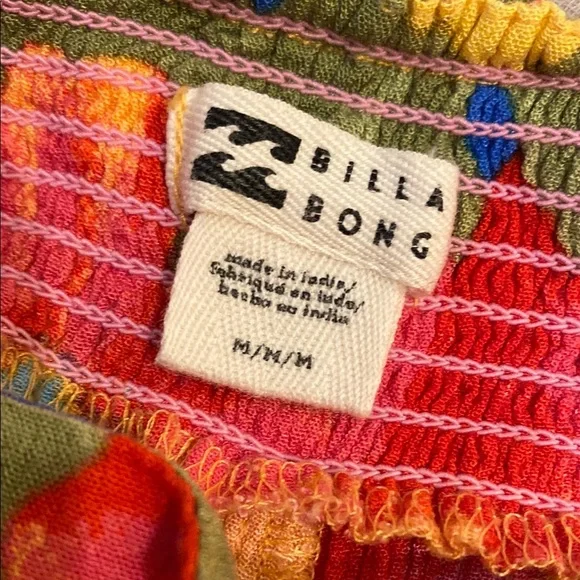 BILLA
BONG
made in India/
fabriqué en Inde/
hecho en India
M/M/M